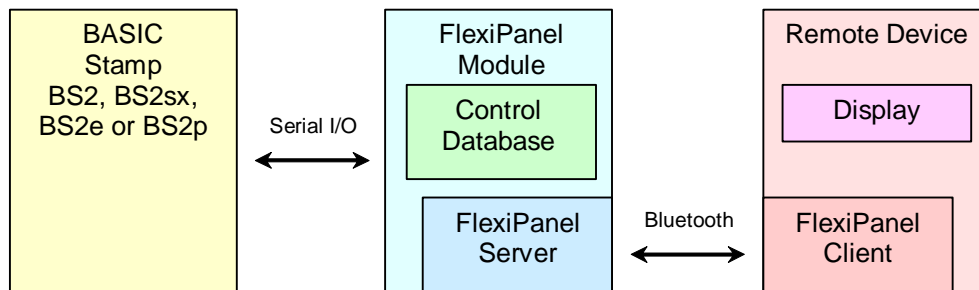 BASIC
Stamp
BS2, BS2sx,
BS2e or BS2p
Serial I/O
FlexiPanel
Module
Control
Database
FlexiPanel
Server
Bluetooth
Remote Device
Display
FlexiPanel
Client